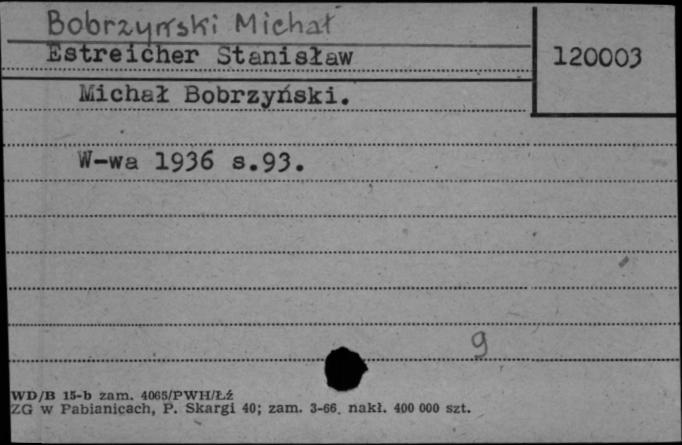 Bobrzyński Michał
Estreicher Stanisław
120003
Michał Bobrzyński.
W-wa 1936 s.93.
9
WD/B 15-b zam. 4065/PWH/Łź
ZG w Pabianicach, P. Skargi 40; zam. 3-66. nakł. 400 000 szt.